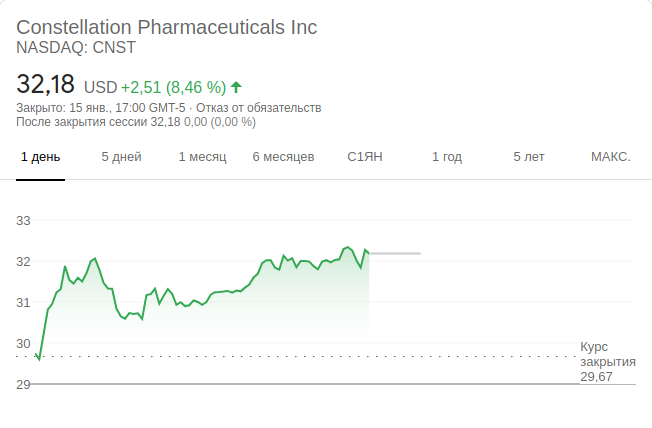 Constellation Pharmaceuticals Inc
NASDAQ: CNST
32,18 USD +2,51 (8,46 %)
Закрыто: 15 янв., 17:00 GMT-5 · Отказ от обязательств
После закрытия сессии 32,18 0,00 (0,00 %)
1 день 5 дней 1 месяц 6 месяцев С1ЯН 1 год 5 лет МАКС.
33
32
31
30
Курс
закрытия
29,67
29